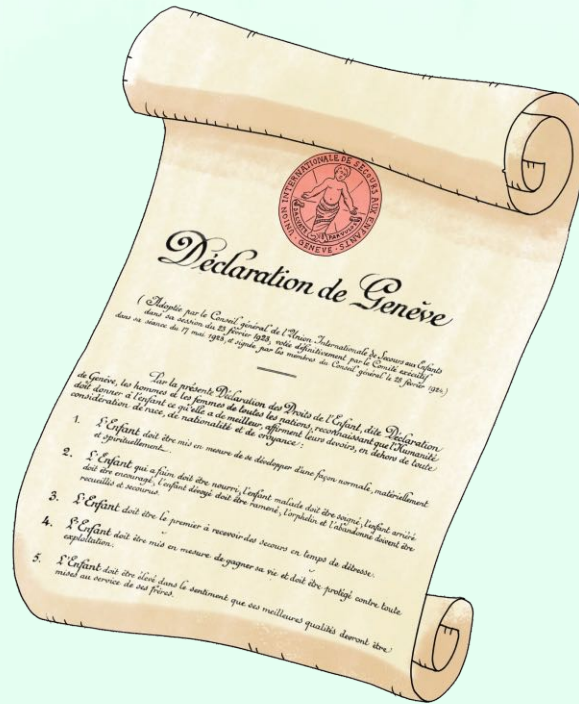 UNION INTERNATIONALE DE SECOURS AUX ENFANTS · GENÈVE ·
Déclaration de Genève
(Adoptée par le Conseil général de l'Union Internationale de Secours aux Enfants
dans sa session du 23 février 1923, votée définitivement par le Comité exécutif
dans sa séance du 17 mai 1923, et signée par les membres du Conseil général le 28 février 1924)
Par la présente Déclaration des Droits de l'Enfant, dite Déclaration
de Genève, les hommes et les femmes de toutes les nations, reconnaissant que l'Humanité
doit donner à l'enfant ce qu'elle a de meilleur, affirment leurs devoirs, en dehors de toute
considération de race, de nationalité et de croyance:
1. L'Enfant doit être mis en mesure de se développer d'une façon normale, matériellement
et spirituellement.
2. L'Enfant qui a faim doit être nourri; l'enfant malade doit être soigné; l'enfant arriéré
doit être encouragé; l'enfant dévoyé doit être ramené; l'orphelin et l'abandonné doivent être
recueillis et secourus.
3. L'Enfant doit être le premier à recevoir des secours en temps de détresse.
4. L'Enfant doit être mis en mesure de gagner sa vie et doit être protégé contre toute
exploitation.
5. L'Enfant doit être élevé dans le sentiment que ses meilleures qualités devront être
mises au service de ses frères.